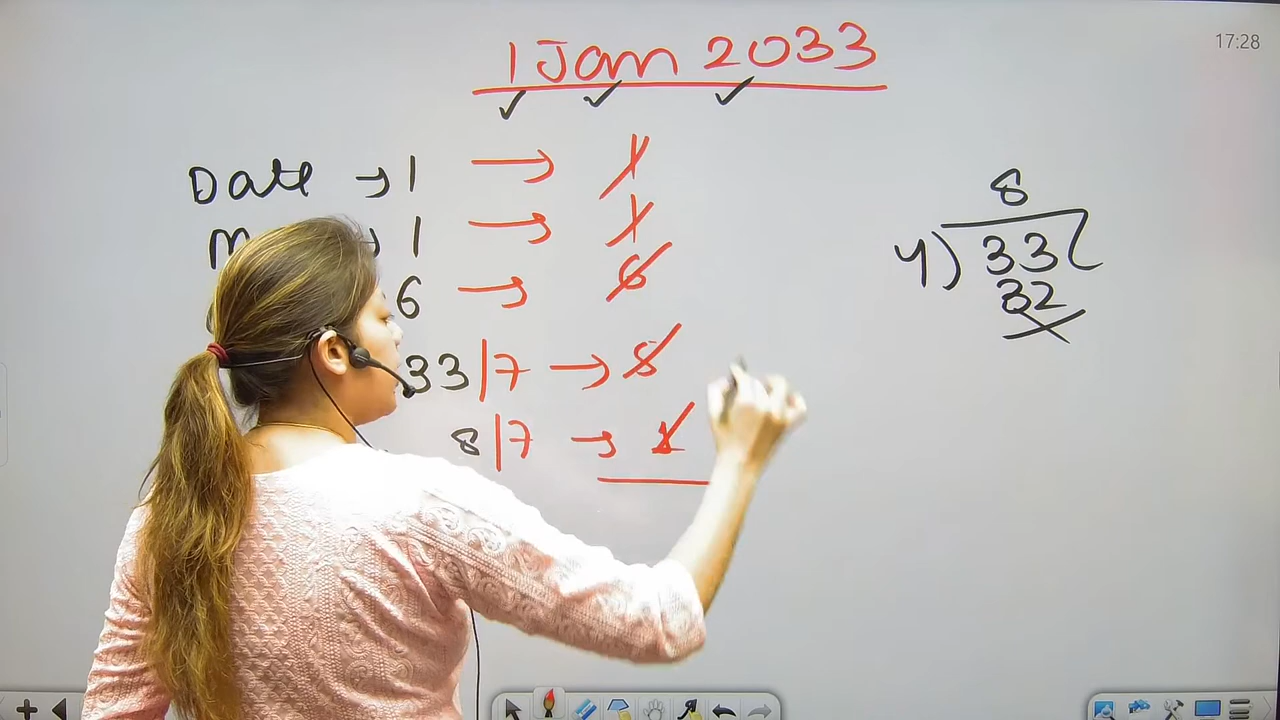 17:28
1 Jan 2033
Date → 1 → 1
→ 1 → 1
6 → 6
33|7 → 5
8|7 → 1
8
4) 33 (
32